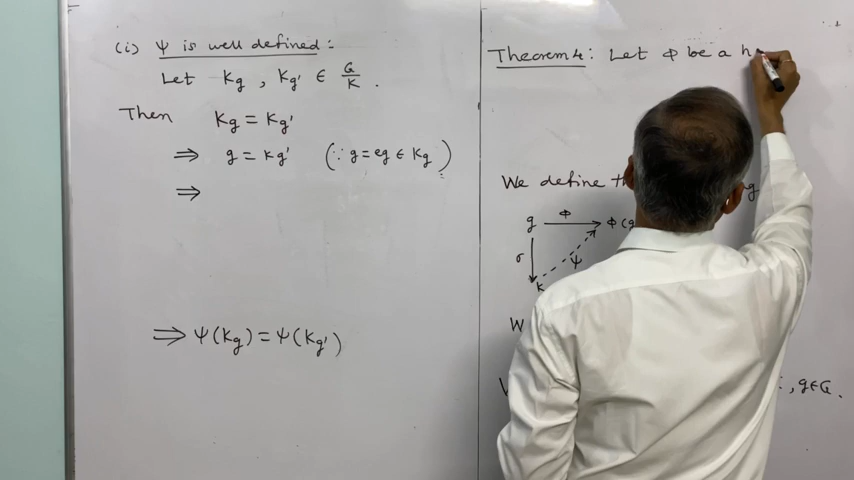 (i) ψ is well defined :
Let Kg , Kg' ∈ G/K .
Then Kg = Kg'
⇒ g = kg' (∵ g = eg ∈ Kg)
⇒
⇒ ψ(Kg) = ψ(Kg')
Theorem 4 : Let Φ be a h
We define
g Φ Φ(g
σ ψ
K
W
, g∈G.